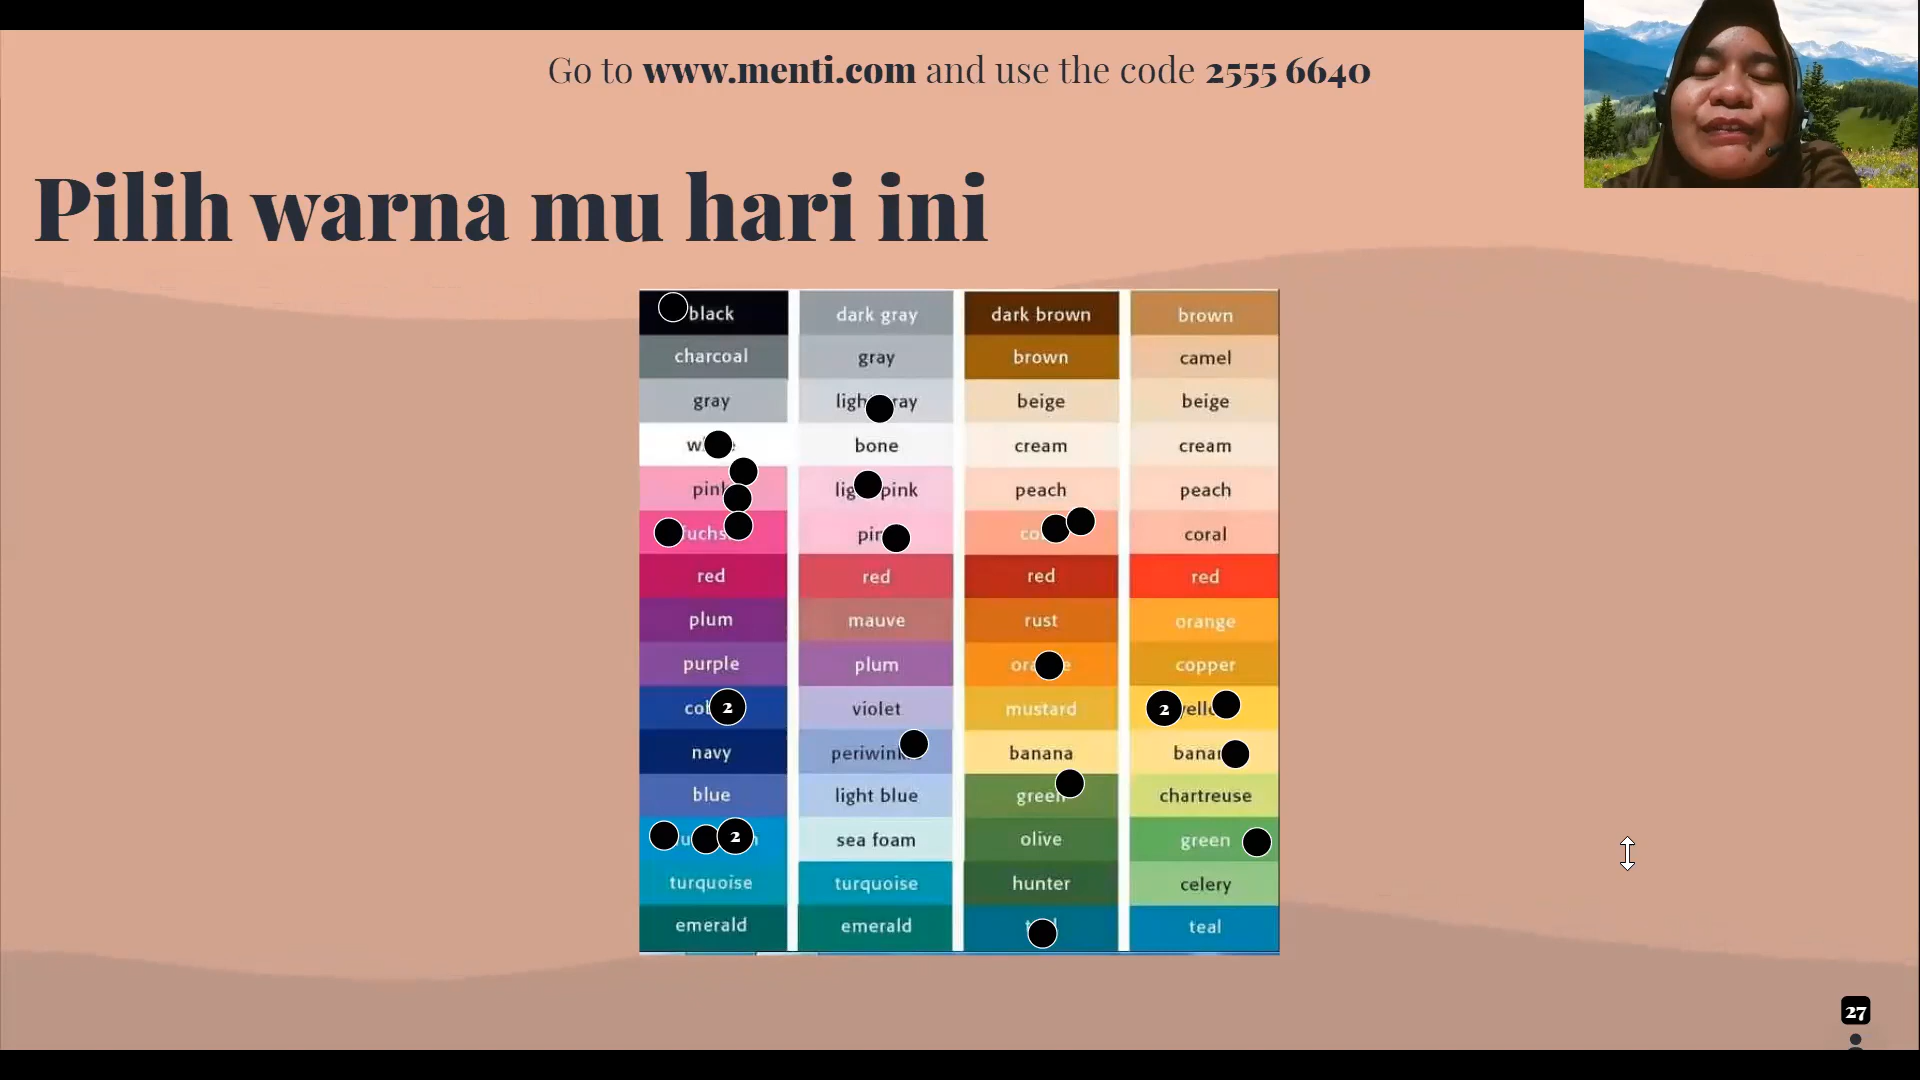 Go to www.menti.com and use the code 2555 6640
Pilih warna mu hari ini
black dark gray dark brown brown
charcoal gray brown camel
gray beige beige
bone cream cream
peach peach
coral
red red red red
plum mauve rust orange
purple plum copper
2 violet mustard 2
navy banana
blue light blue green chartreuse
2 sea foam olive green
turquoise turquoise hunter celery
emerald emerald teal
27